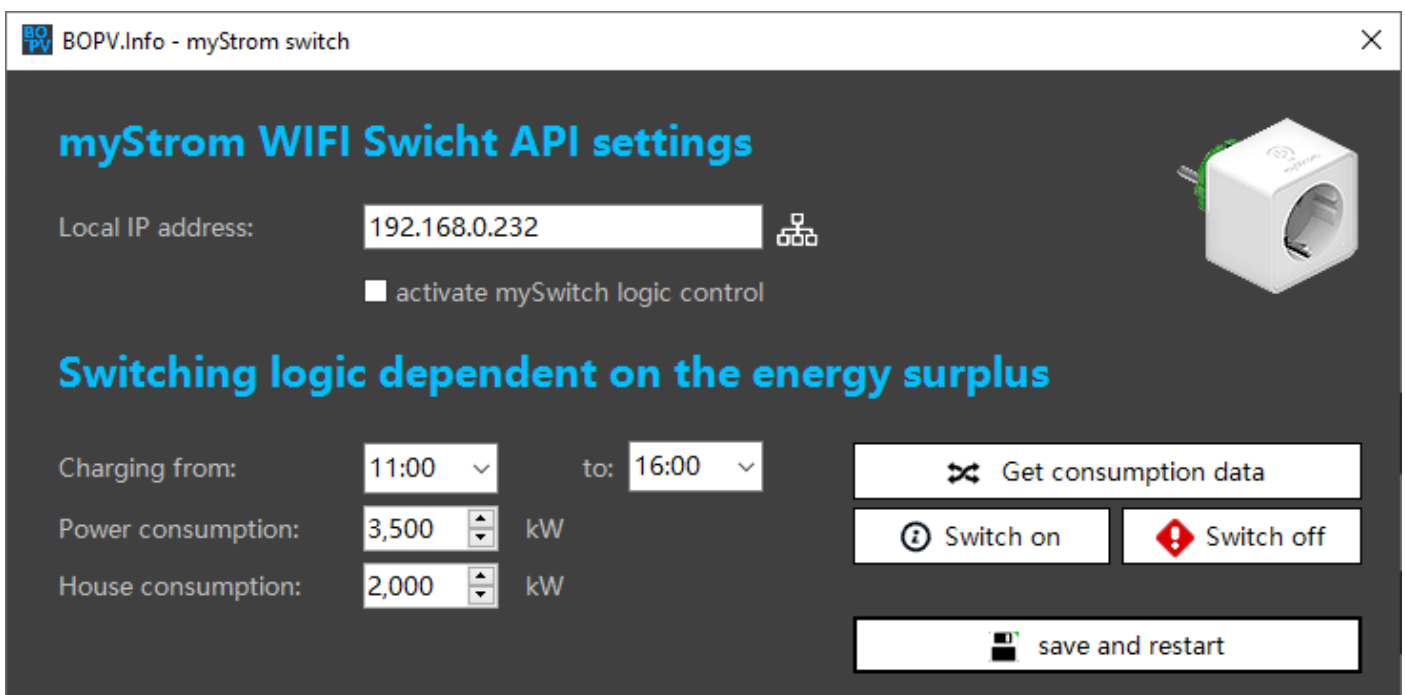 BO
PV
BOPV.Info - myStrom switch
myStrom WIFI Swicht API settings
myStrom
Local IP address: 192.168.0.232
activate mySwitch logic control
Switching logic dependent on the energy surplus
Charging from: 11:00 to: 16:00
Get consumption data
Power consumption: 3,500 kW
Switch on Switch off
House consumption: 2,000 kW
save and restart